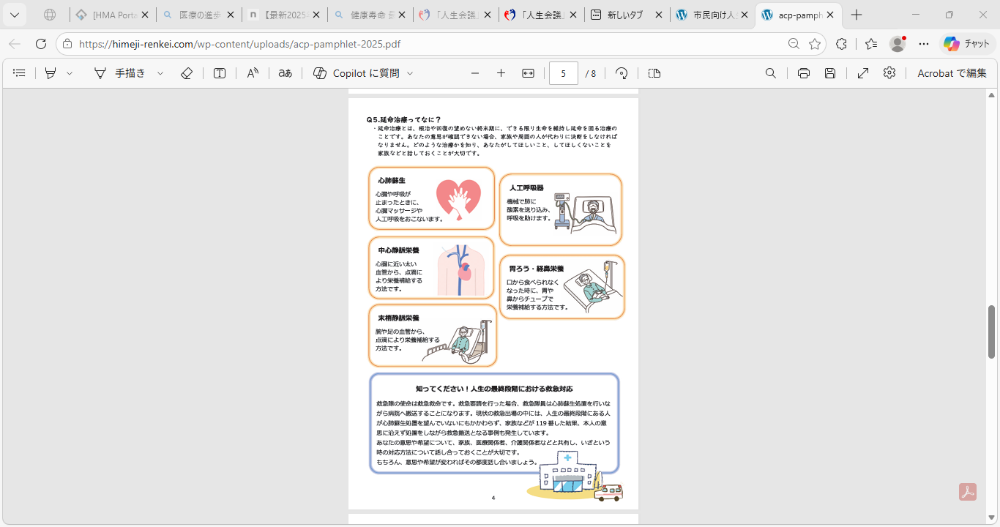 [HMA Porta
医療の進歩
【最新2025
健康寿命 最
「人生会議」
「人生会議」
新しいタブ
市民向け人生
acp-pamph
https://himeji-renkei.com/wp-content/uploads/acp-pamphlet-2025.pdf
チャット
手書き
aあ
Copilot に質問
5 / 8
Acrobat で編集
Q5.延命治療ってなに？
・延命治療とは、根治や回復の望めない終末期に、できる限り生命を維持し延命を図る治療の
ことです。あなたの意思が確認できない場合、家族や周囲の人が代わりに決断をしなければ
なりません。どのような治療かを知り、あなたがしてほしいこと、してほしくないことを
家族などと話しておくことが大切です。
心肺蘇生
心臓や呼吸が
止まったときに、
心臓マッサージや
人工呼吸をおこないます。
人工呼吸器
機械で肺に
酸素を送り込み、
呼吸を助けます。
中心静脈栄養
心臓に近い太い
血管から、点滴に
より栄養補給する
方法です。
胃ろう・経鼻栄養
口から食べられなく
なった時に、胃や
鼻からチューブで
栄養補給する方法です。
末梢静脈栄養
腕や足の血管から、
点滴により栄養補給する
方法です。
知ってください！人生の最終段階における救急対応
救急隊の使命は救急救命です。救急要請を行った場合、救急隊員は心肺蘇生処置を行いな
がら病院へ搬送することになります。現状の救急出場の中には、人生の最終段階にある人
が心肺蘇生処置を望んでいないにもかかわらず、家族などが 119 番した結果、本人の意
思に沿えず処置をしながら救急搬送となる事例も発生しています。
あなたの意思や希望について、家族、医療関係者、介護関係者などと共有し、いざという
時の対応方法について話し合っておくことが大切です。
もちろん、意思や希望が変わればその都度話し合いましょう。
4